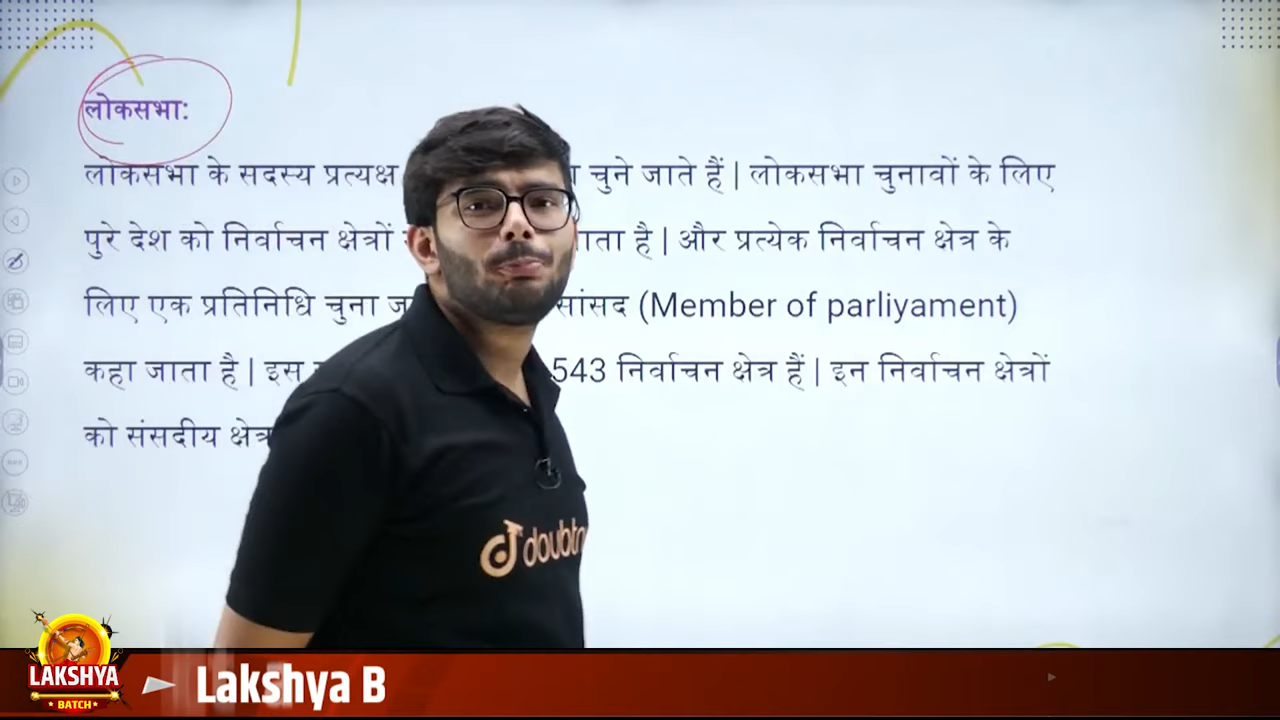 लोकसभा:
लोकसभा के सदस्य प्रत्यक्ष चुने जाते हैं | लोकसभा चुनावों के लिए
पुरे देश को निर्वाचन क्षेत्रों जाता है | और प्रत्येक निर्वाचन क्षेत्र के
लिए एक प्रतिनिधि चुना सांसद (Member of parliyament)
कहा जाता है | इस 543 निर्वाचन क्षेत्र हैं | इन निर्वाचन क्षेत्रों
को संसदीय क्षेत्र
doubtn
LAKSHYA
BATCH
Lakshya B